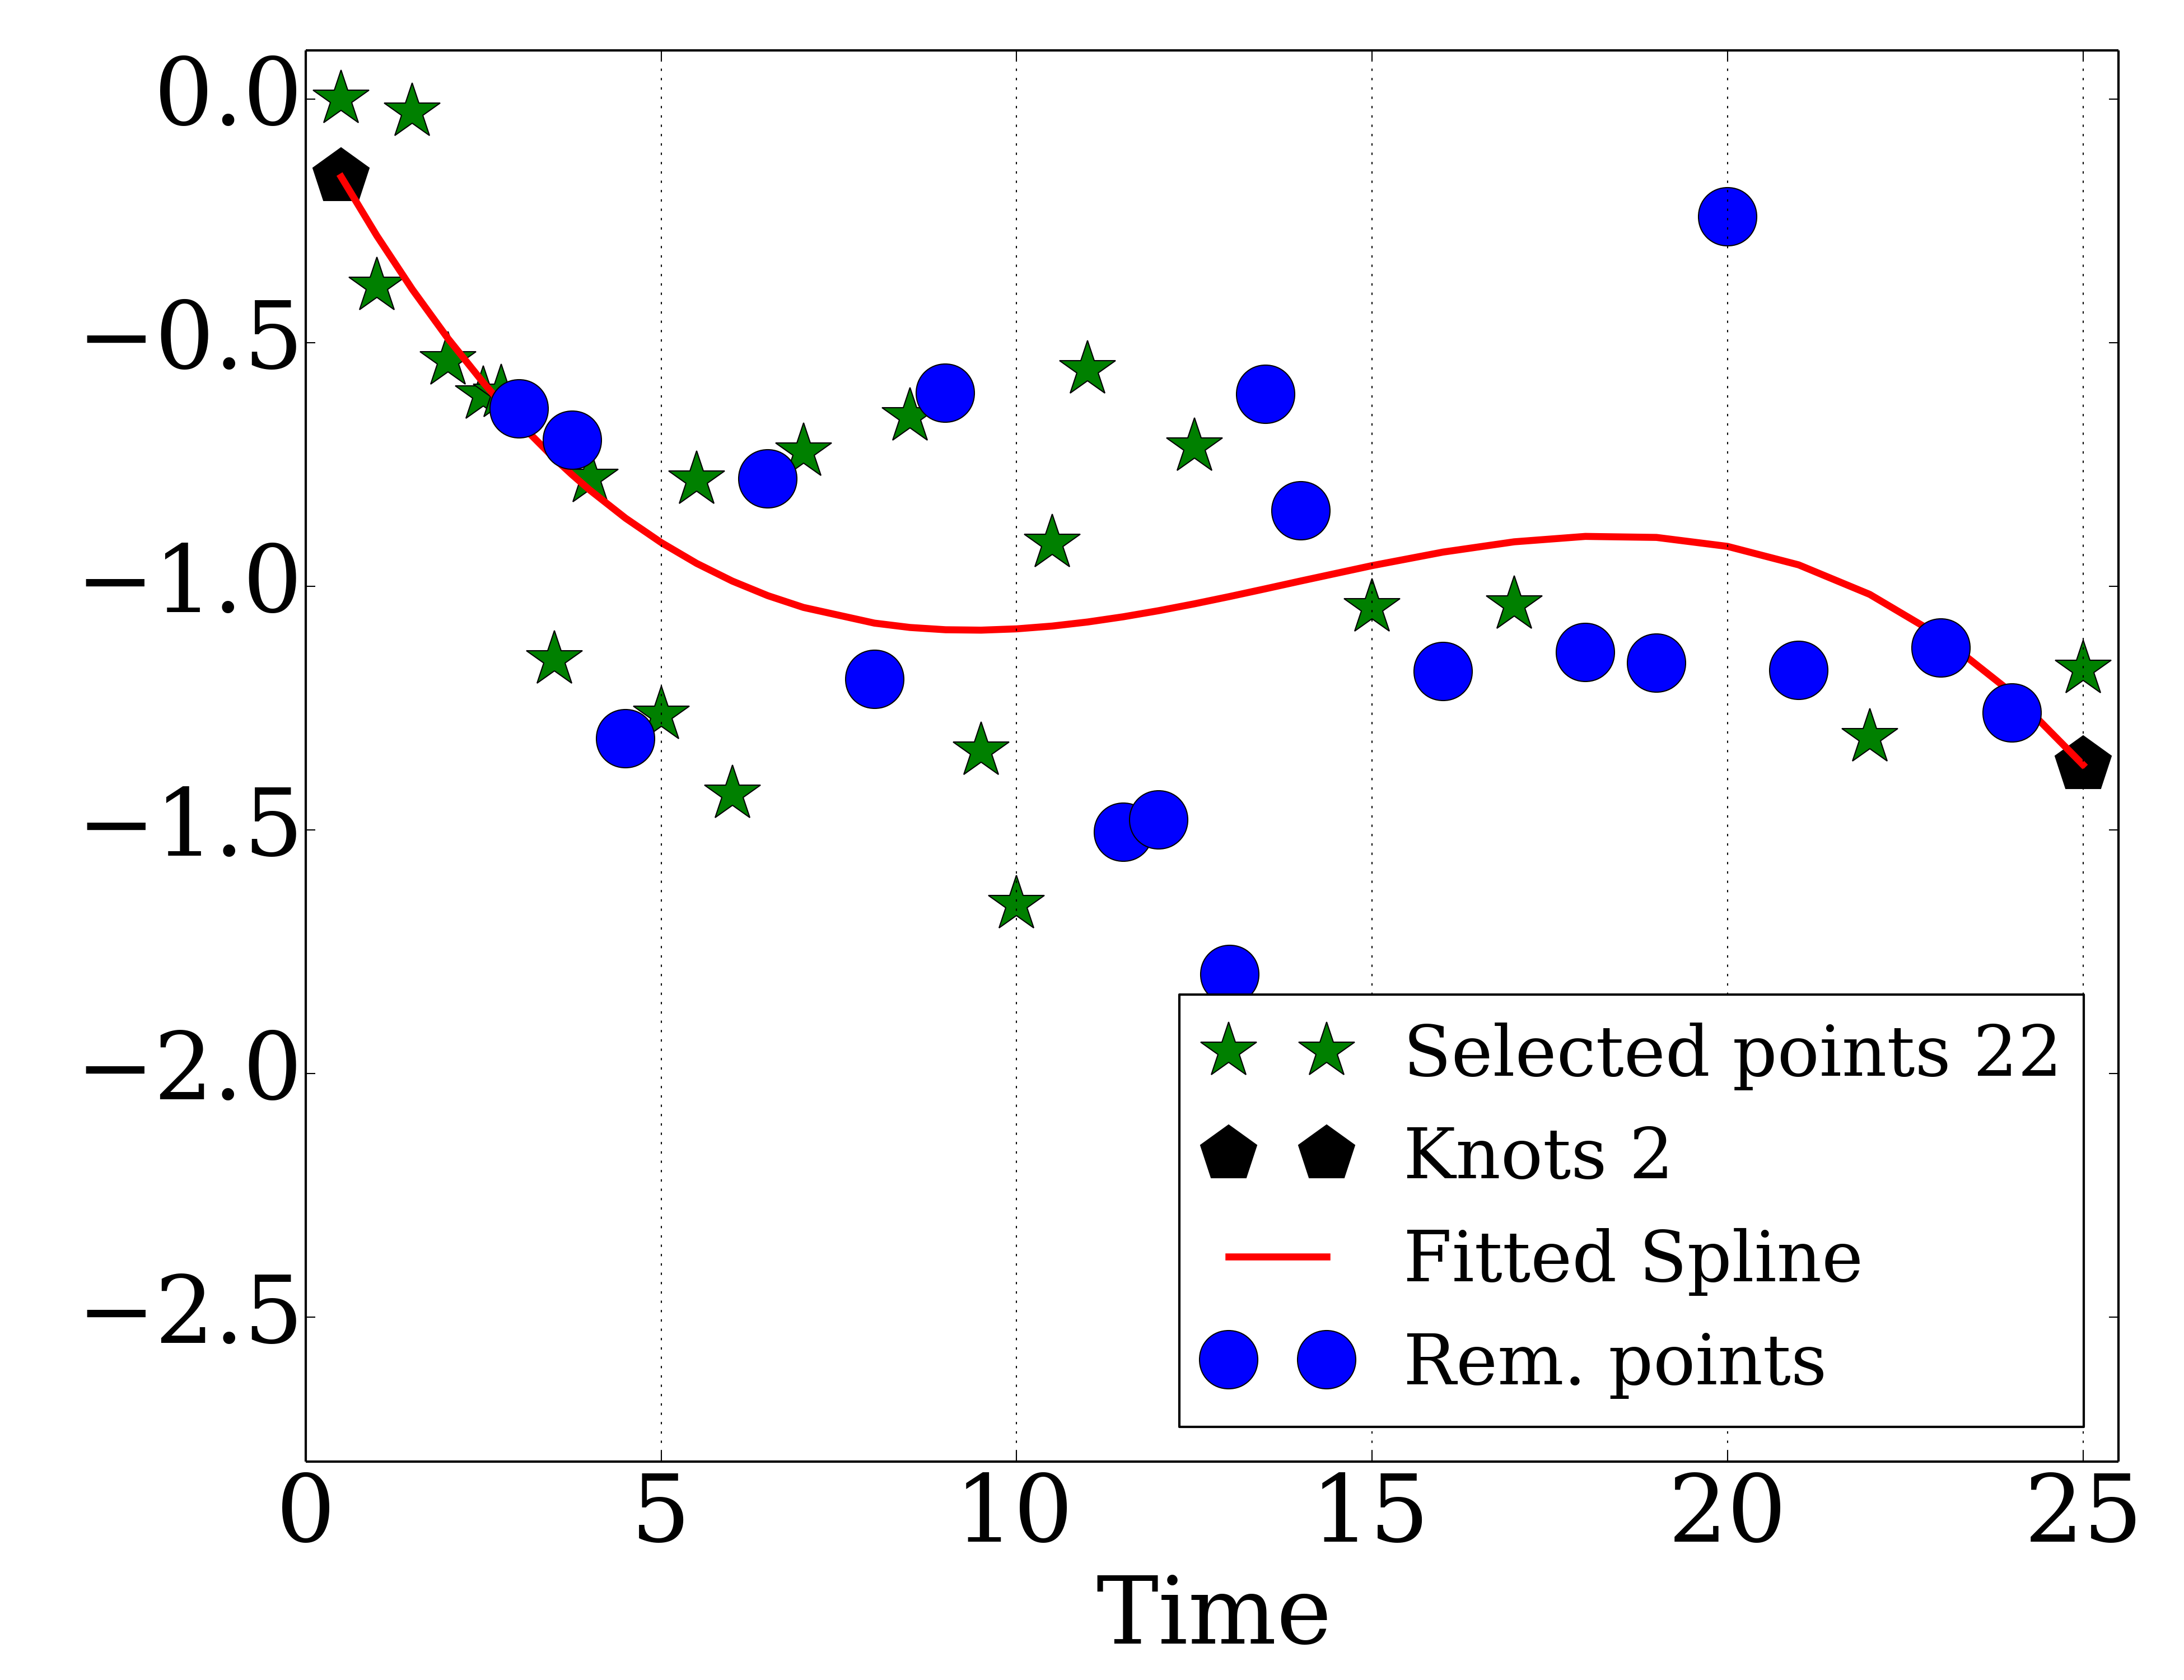 0.0
−0.5
−1.0
−1.5
−2.0
−2.5
Selected points 22
Knots 2
Fitted Spline
Rem. points
0 5 10 15 20 25
Time